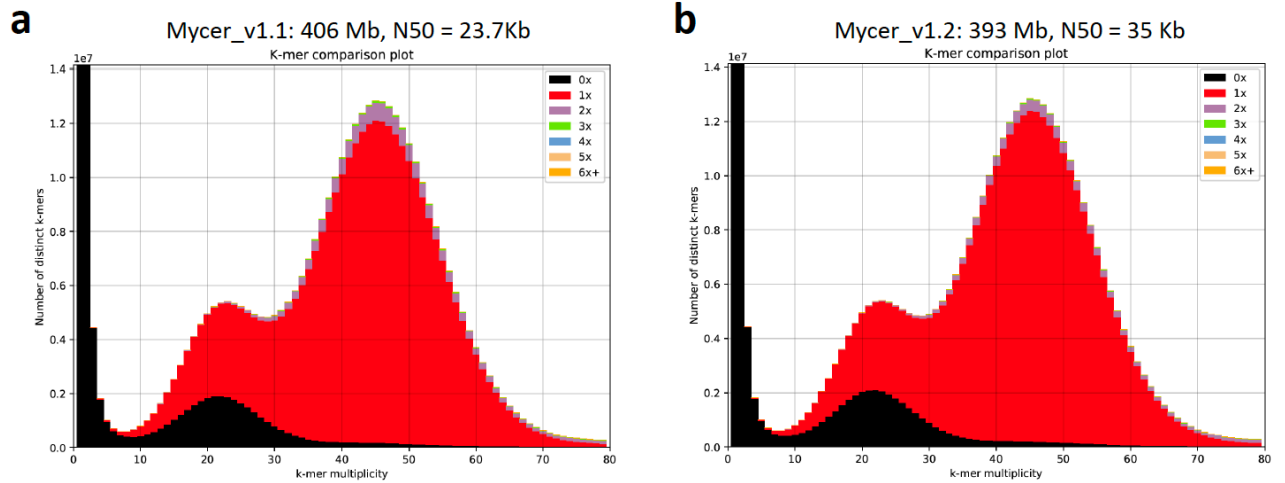 a
Mycer_v1.1: 406 Mb, N50 = 23.7Kb
K-mer comparison plot
1e7
1.4
1.2
1.0
0.8
0.6
0.4
0.2
0.0
Number of distinct k-mers
0x
1x
2x
3x
4x
5x
6x+
0 10 20 30 40 50 60 70 80
k-mer multiplicity
b
Mycer_v1.2: 393 Mb, N50 = 35 Kb
K-mer comparison plot
1e7
1.4
1.2
1.0
0.8
0.6
0.4
0.2
0.0
Number of distinct k-mers
0x
1x
2x
3x
4x
5x
6x+
0 10 20 30 40 50 60 70 80
k-mer multiplicity